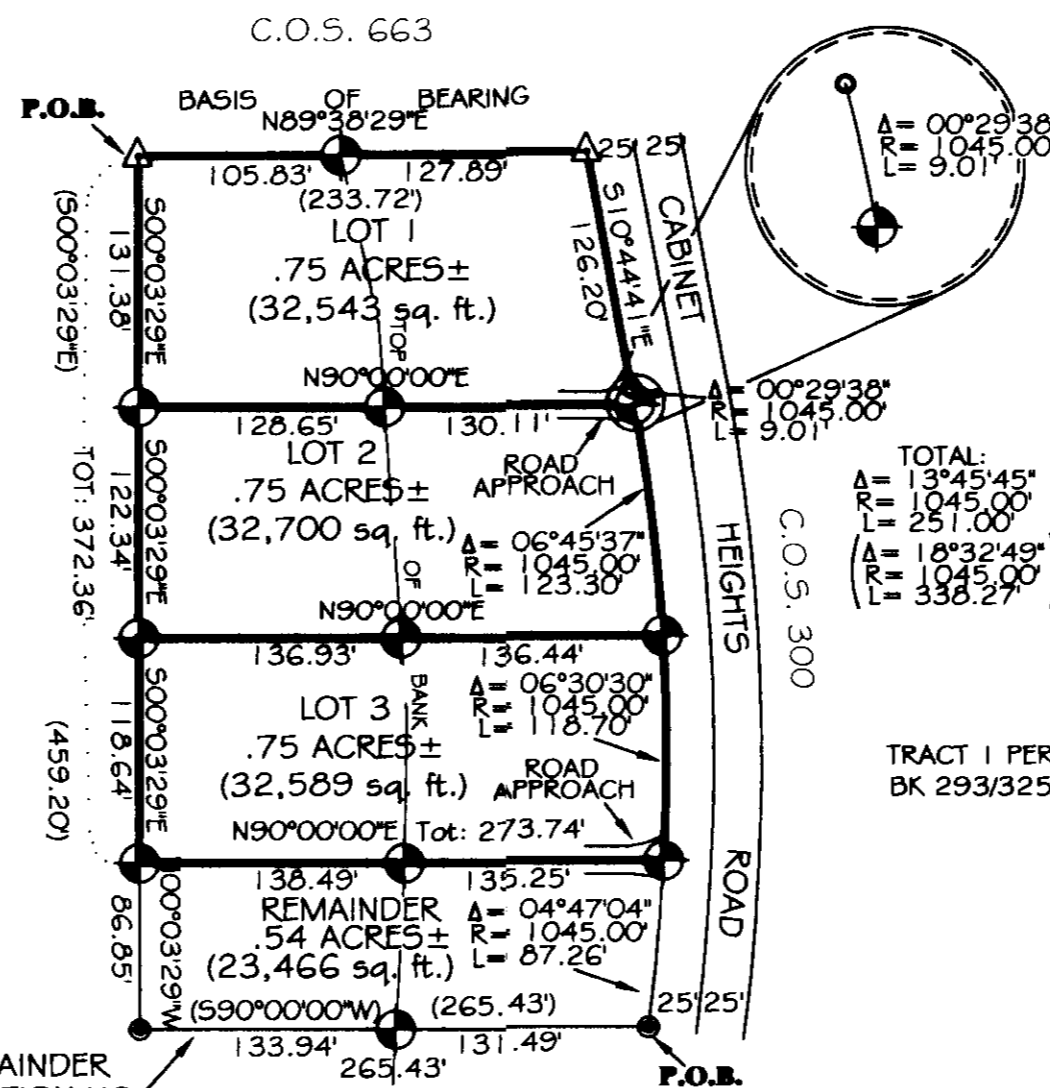 C.O.S. 663
P.O.B.
BASIS OF BEARING
N89°38'29"E
105.83'
127.89'
(233.72')
25' 25'
Δ= 00°29'38
R= 1045.00'
L= 9.01'
(S00°03'29"E)
131.38'
S00°03'29"E
LOT 1
.75 ACRES±
(32,543 sq. ft.)
S10°44'41"E
126.20'
CABINET
TOP
N90°00'00"E
128.65'
130.11'
Δ= 00°29'38"
R= 1045.00'
L= 9.01'
TOT: 372.36'
122.34'
S00°03'29"E
LOT 2
.75 ACRES±
(32,700 sq. ft.)
ROAD
APPROACH
Δ= 06°45'37"
R= 1045.00'
L= 123.30'
HEIGHTS
C.O.S. 300
TOTAL:
Δ= 13°45'45"
R= 1045.00'
L= 251.00'
(Δ= 18°32'49"
R= 1045.00'
L= 338.27')
OF
N90°00'00"E
136.93'
136.44'
(459.20')
118.64'
S00°03'29"E
LOT 3
.75 ACRES±
(32,589 sq. ft.)
BANK
Δ= 06°30'30"
R= 1045.00'
L= 118.70'
ROAD
APPROACH
TRACT 1 PER
BK 293/325
N90°00'00"E Tot: 273.74'
138.49'
135.25'
ROAD
86.85'
00°03'29"W
REMAINDER
.54 ACRES±
(23,466 sq. ft.)
Δ= 04°47'04"
R= 1045.00'
L= 87.26'
(S90°00'00"W)
(265.43')
25' 25'
133.94'
131.49'
265.43'
P.O.B.
AINDER